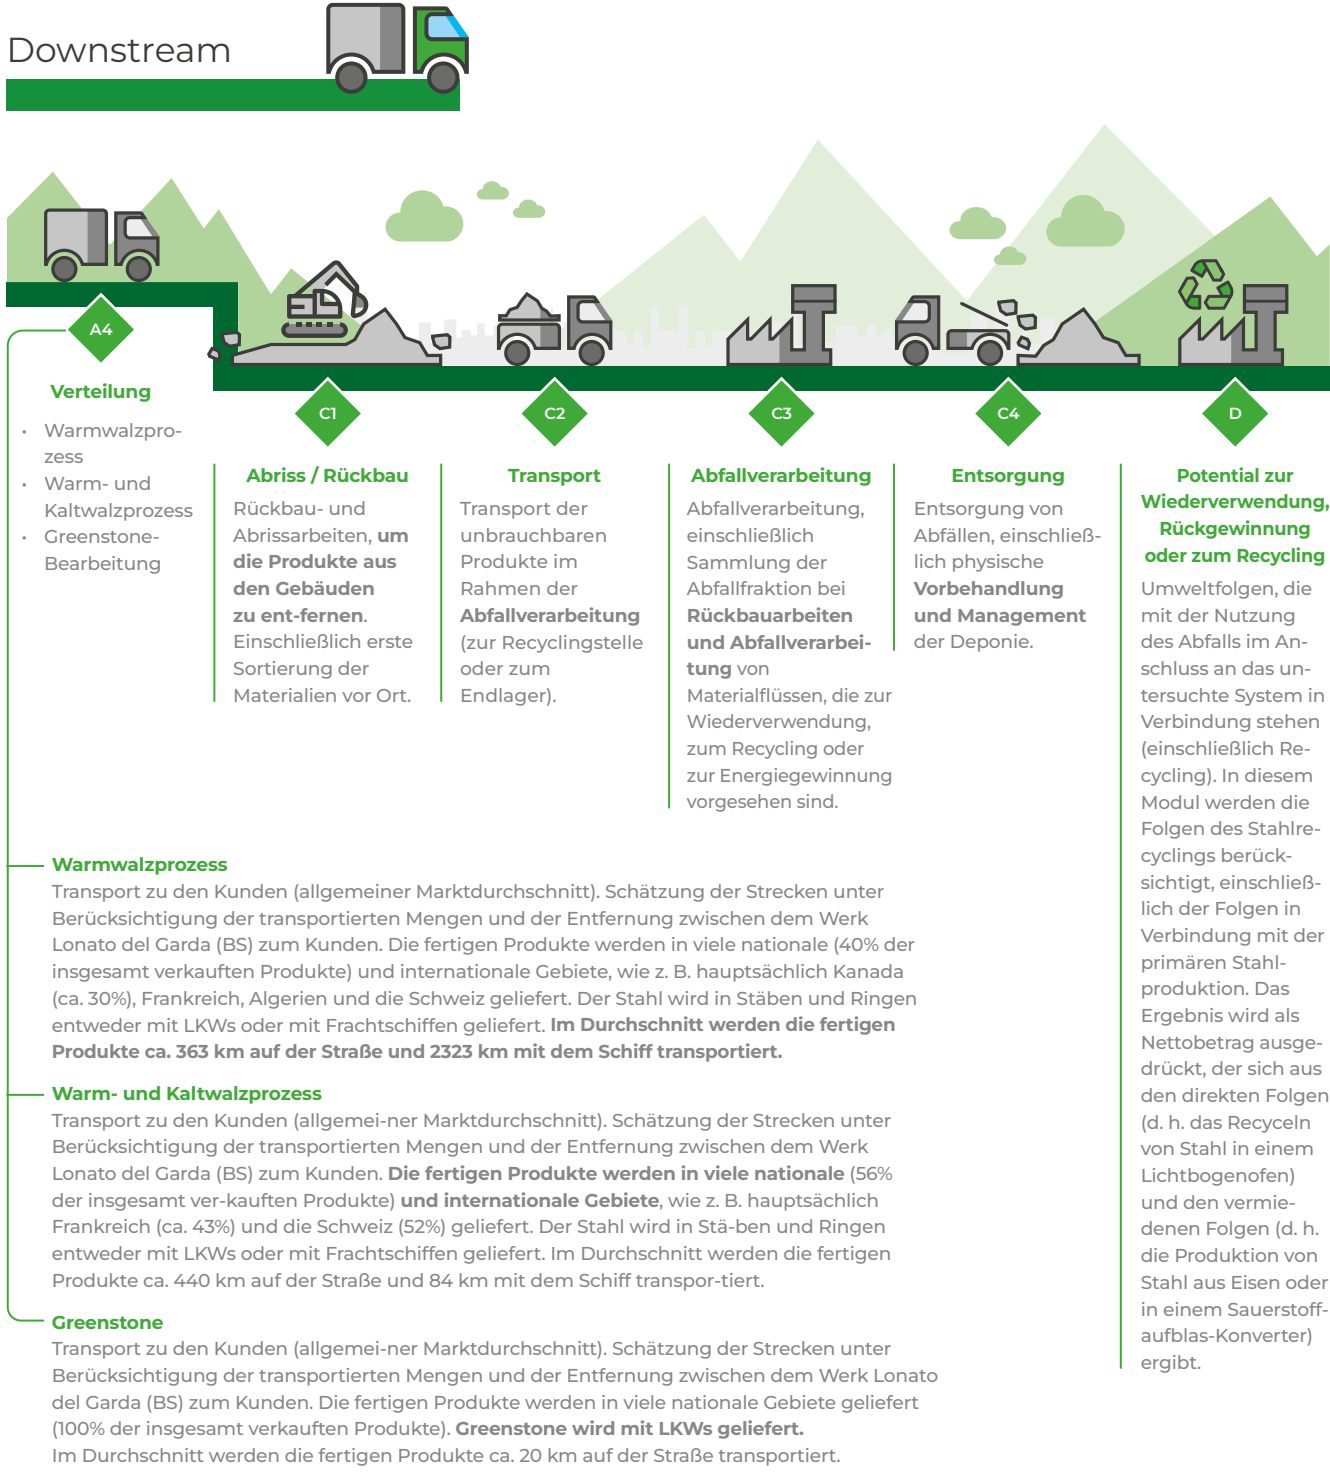 Downstream
A4
Verteilung
• Warmwalzpro-
zess
• Warm- und
Kaltwalzprozess
• Greenstone-
Bearbeitung
C1
Abriss / Rückbau
Rückbau- und
Abrissarbeiten, um
die Produkte aus
den Gebäuden
zu ent-fernen.
Einschließlich erste
Sortierung der
Materialien vor Ort.
C2
Transport
Transport der
unbrauchbaren
Produkte im
Rahmen der
Abfallverarbeitung
(zur Recyclingstelle
oder zum
Endlager).
C3
Abfallverarbeitung
Abfallverarbeitung,
einschließlich
Sammlung der
Abfallfraktion bei
Rückbauarbeiten
und Abfallverarbei-
tung von
Materialflüssen, die zur
Wiederverwendung,
zum Recycling oder
zur Energiegewinnung
vorgesehen sind.
C4
Entsorgung
Entsorgung von
Abfällen, einschließ-
lich physische
Vorbehandlung
und Management
der Deponie.
D
Potential zur
Wiederverwendung,
Rückgewinnung
oder zum Recycling
Umweltfolgen, die
mit der Nutzung
des Abfalls im An-
schluss an das un-
tersuchte System in
Verbindung stehen
(einschließlich Re-
cycling). In diesem
Modul werden die
Folgen des Stahlre-
cyclings berück-
sichtigt, einschließ-
lich der Folgen in
Verbindung mit der
primären Stahl-
produktion. Das
Ergebnis wird als
Nettobetrag ausge-
drückt, der sich aus
den direkten Folgen
(d. h. das Recyceln
von Stahl in einem
Lichtbogenofen)
und den vermie-
denen Folgen (d. h.
die Produktion von
Stahl aus Eisen oder
in einem Sauerstoff-
aufblas-Konverter)
ergibt.
Warmwalzprozess
Transport zu den Kunden (allgemeiner Marktdurchschnitt). Schätzung der Strecken unter
Berücksichtigung der transportierten Mengen und der Entfernung zwischen dem Werk
Lonato del Garda (BS) zum Kunden. Die fertigen Produkte werden in viele nationale (40% der
insgesamt verkauften Produkte) und internationale Gebiete, wie z. B. hauptsächlich Kanada
(ca. 30%), Frankreich, Algerien und die Schweiz geliefert. Der Stahl wird in Stäben und Ringen
entweder mit LKWs oder mit Frachtschiffen geliefert. Im Durchschnitt werden die fertigen
Produkte ca. 363 km auf der Straße und 2323 km mit dem Schiff transportiert.
Warm- und Kaltwalzprozess
Transport zu den Kunden (allgemei-ner Marktdurchschnitt). Schätzung der Strecken unter
Berücksichtigung der transportierten Mengen und der Entfernung zwischen dem Werk
Lonato del Garda (BS) zum Kunden. Die fertigen Produkte werden in viele nationale (56%
der insgesamt ver-kauften Produkte) und internationale Gebiete, wie z. B. hauptsächlich
Frankreich (ca. 43%) und die Schweiz (52%) geliefert. Der Stahl wird in Stä-ben und Ringen
entweder mit LKWs oder mit Frachtschiffen geliefert. Im Durchschnitt werden die fertigen
Produkte ca. 440 km auf der Straße und 84 km mit dem Schiff transpor-tiert.
Greenstone
Transport zu den Kunden (allgemei-ner Marktdurchschnitt). Schätzung der Strecken unter
Berücksichtigung der transportierten Mengen und der Entfernung zwischen dem Werk Lonato
del Garda (BS) zum Kunden. Die fertigen Produkte werden in viele nationale Gebiete geliefert
(100% der insgesamt verkauften Produkte). Greenstone wird mit LKWs geliefert.
Im Durchschnitt werden die fertigen Produkte ca. 20 km auf der Straße transportiert.